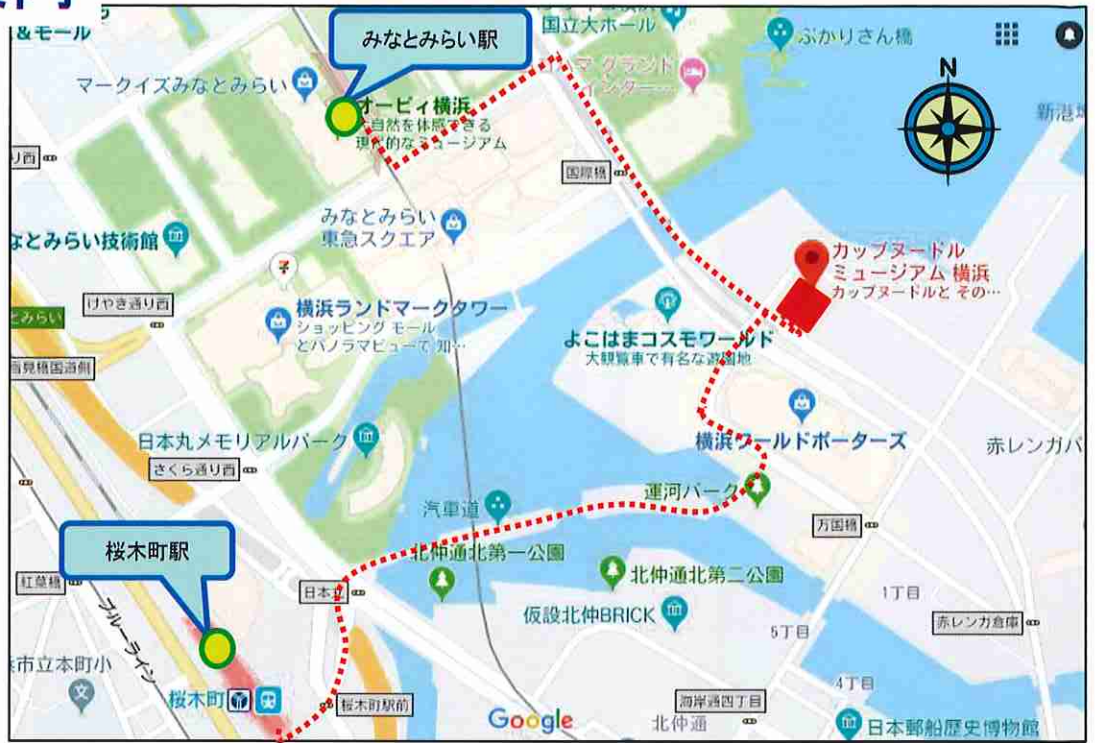 &モール
国立大ホール
ぷかりさん橋
みなとみらい駅
マークイズみなとみらい
オービィ横浜
自然を体感できる
現代的なミュージアム
N
国際橋
みなとみらい
東急スクエア
なとみらい技術館
カップヌードル
ミュージアム 横浜
カップヌードルと その…
けやき通り西
横浜ランドマークタワー
ショッピング モール
とパノラマビューで 知…
よこはまコスモワールド
大観覧車で有名な遊園地
とみらい
横浜ワールドポーターズ
赤レンガパ
日本丸メモリアルパーク
さくら通り西
運河パーク
汽車道
万国橋
桜木町駅
北仲通北第一公園
北仲通北第二公園
紅葉橋
日本丸
仮設北仲BRICK
1丁目
赤レンガ倉庫
5丁目
ブルーライン
市立本町小
文
4丁目
桜木町
桜木町駅前
海岸通四丁目
Google
北仲通
日本郵船歴史博物館